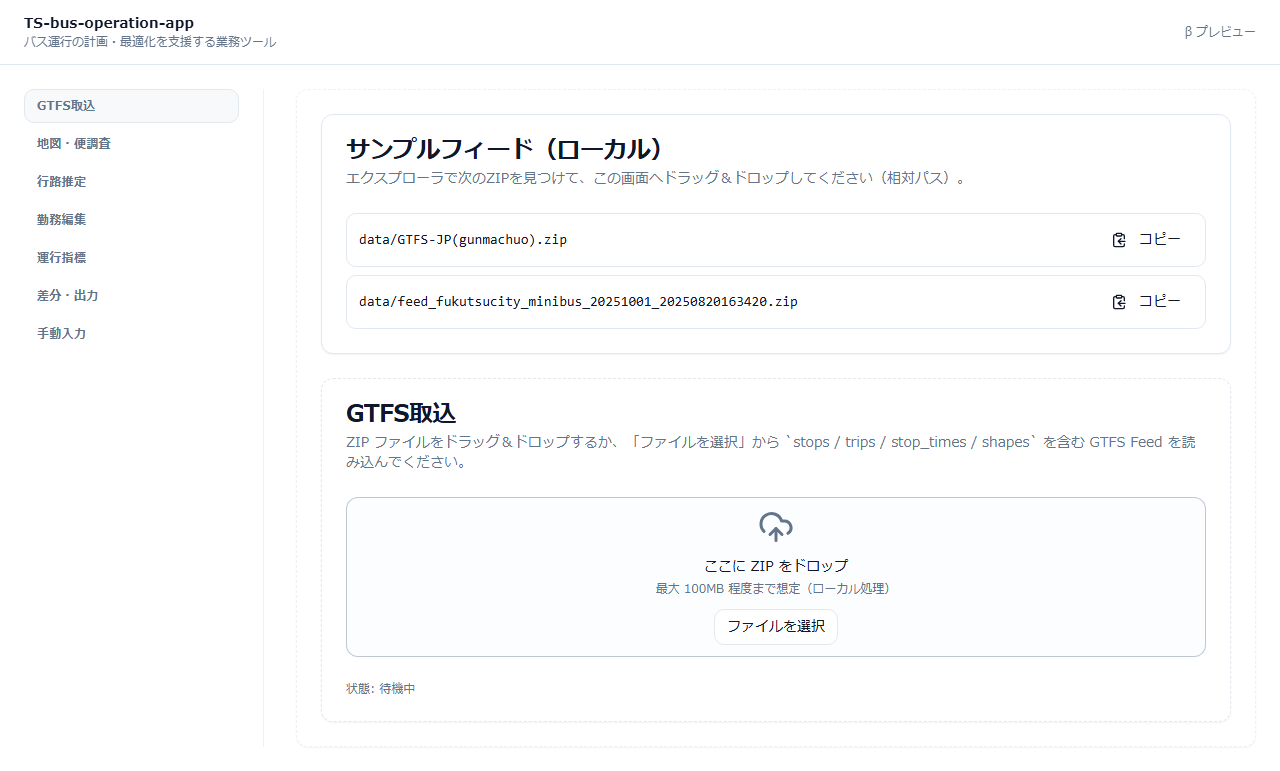 TS-bus-operation-app
バス運行の計画・最適化を支援する業務ツール
β プレビュー
GTFS取込
地図・便調査
行路推定
勤務編集
運行指標
差分・出力
手動入力
サンプルフィード（ローカル）
エクスプローラで次のZIPを見つけて、この画面へドラッグ＆ドロップしてください（相対パス）。
data/GTFS-JP(gunmachuo).zip
コピー
data/feed_fukutsucity_minibus_20251001_20250820163420.zip
コピー
GTFS取込
ZIP ファイルをドラッグ＆ドロップするか、「ファイルを選択」から `stops / trips / stop_times / shapes` を含む GTFS Feed を読
み込んでください。
ここに ZIP をドロップ
最大 100MB 程度まで想定（ローカル処理）
ファイルを選択
状態: 待機中